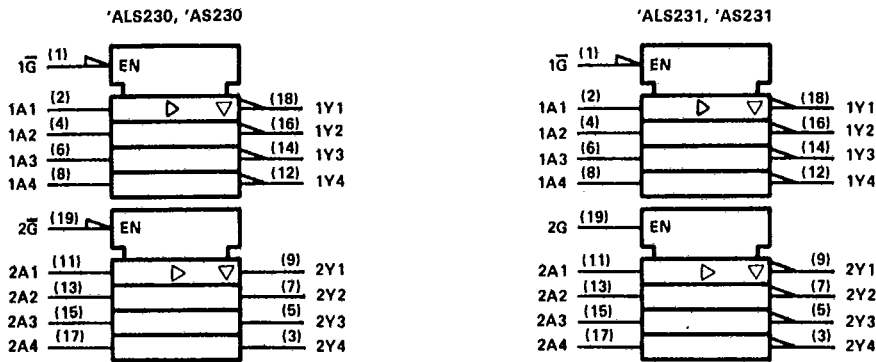 'ALS230, 'AS230
1G̅ (1) EN
1A1 (2) (18) 1Y1
1A2 (4) (16) 1Y2
1A3 (6) (14) 1Y3
1A4 (8) (12) 1Y4
2G̅ (19) EN
2A1 (11) (9) 2Y1
2A2 (13) (7) 2Y2
2A3 (15) (5) 2Y3
2A4 (17) (3) 2Y4
'ALS231, 'AS231
1G̅ (1) EN
1A1 (2) (18) 1Y1
1A2 (4) (16) 1Y2
1A3 (6) (14) 1Y3
1A4 (8) (12) 1Y4
2G (19) EN
2A1 (11) (9) 2Y1
2A2 (13) (7) 2Y2
2A3 (15) (5) 2Y3
2A4 (17) (3) 2Y4